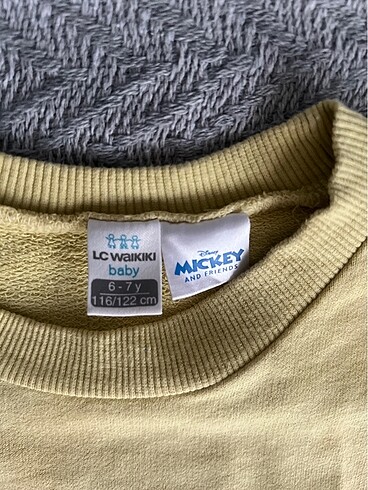 LC WAIKIKI
baby
6 - 7 y
116/122 cm
Disney
MICKEY
AND FRIENDS